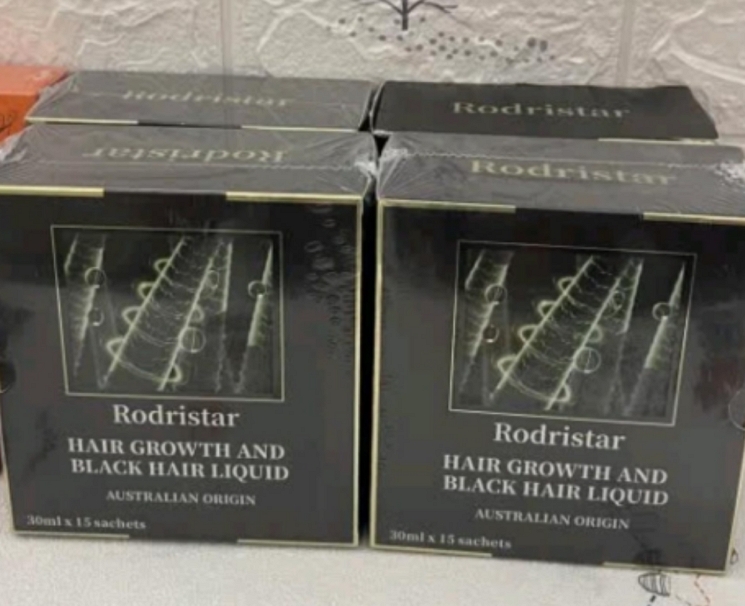 Rodristar
Rodristar
Rodristar
Rodristar
Rodristar
HAIR GROWTH AND
BLACK HAIR LIQUID
AUSTRALIAN ORIGIN
30ml x 15 sachets
Rodristar
HAIR GROWTH AND
BLACK HAIR LIQUID
AUSTRALIAN ORIGIN
30ml x 15 sachets